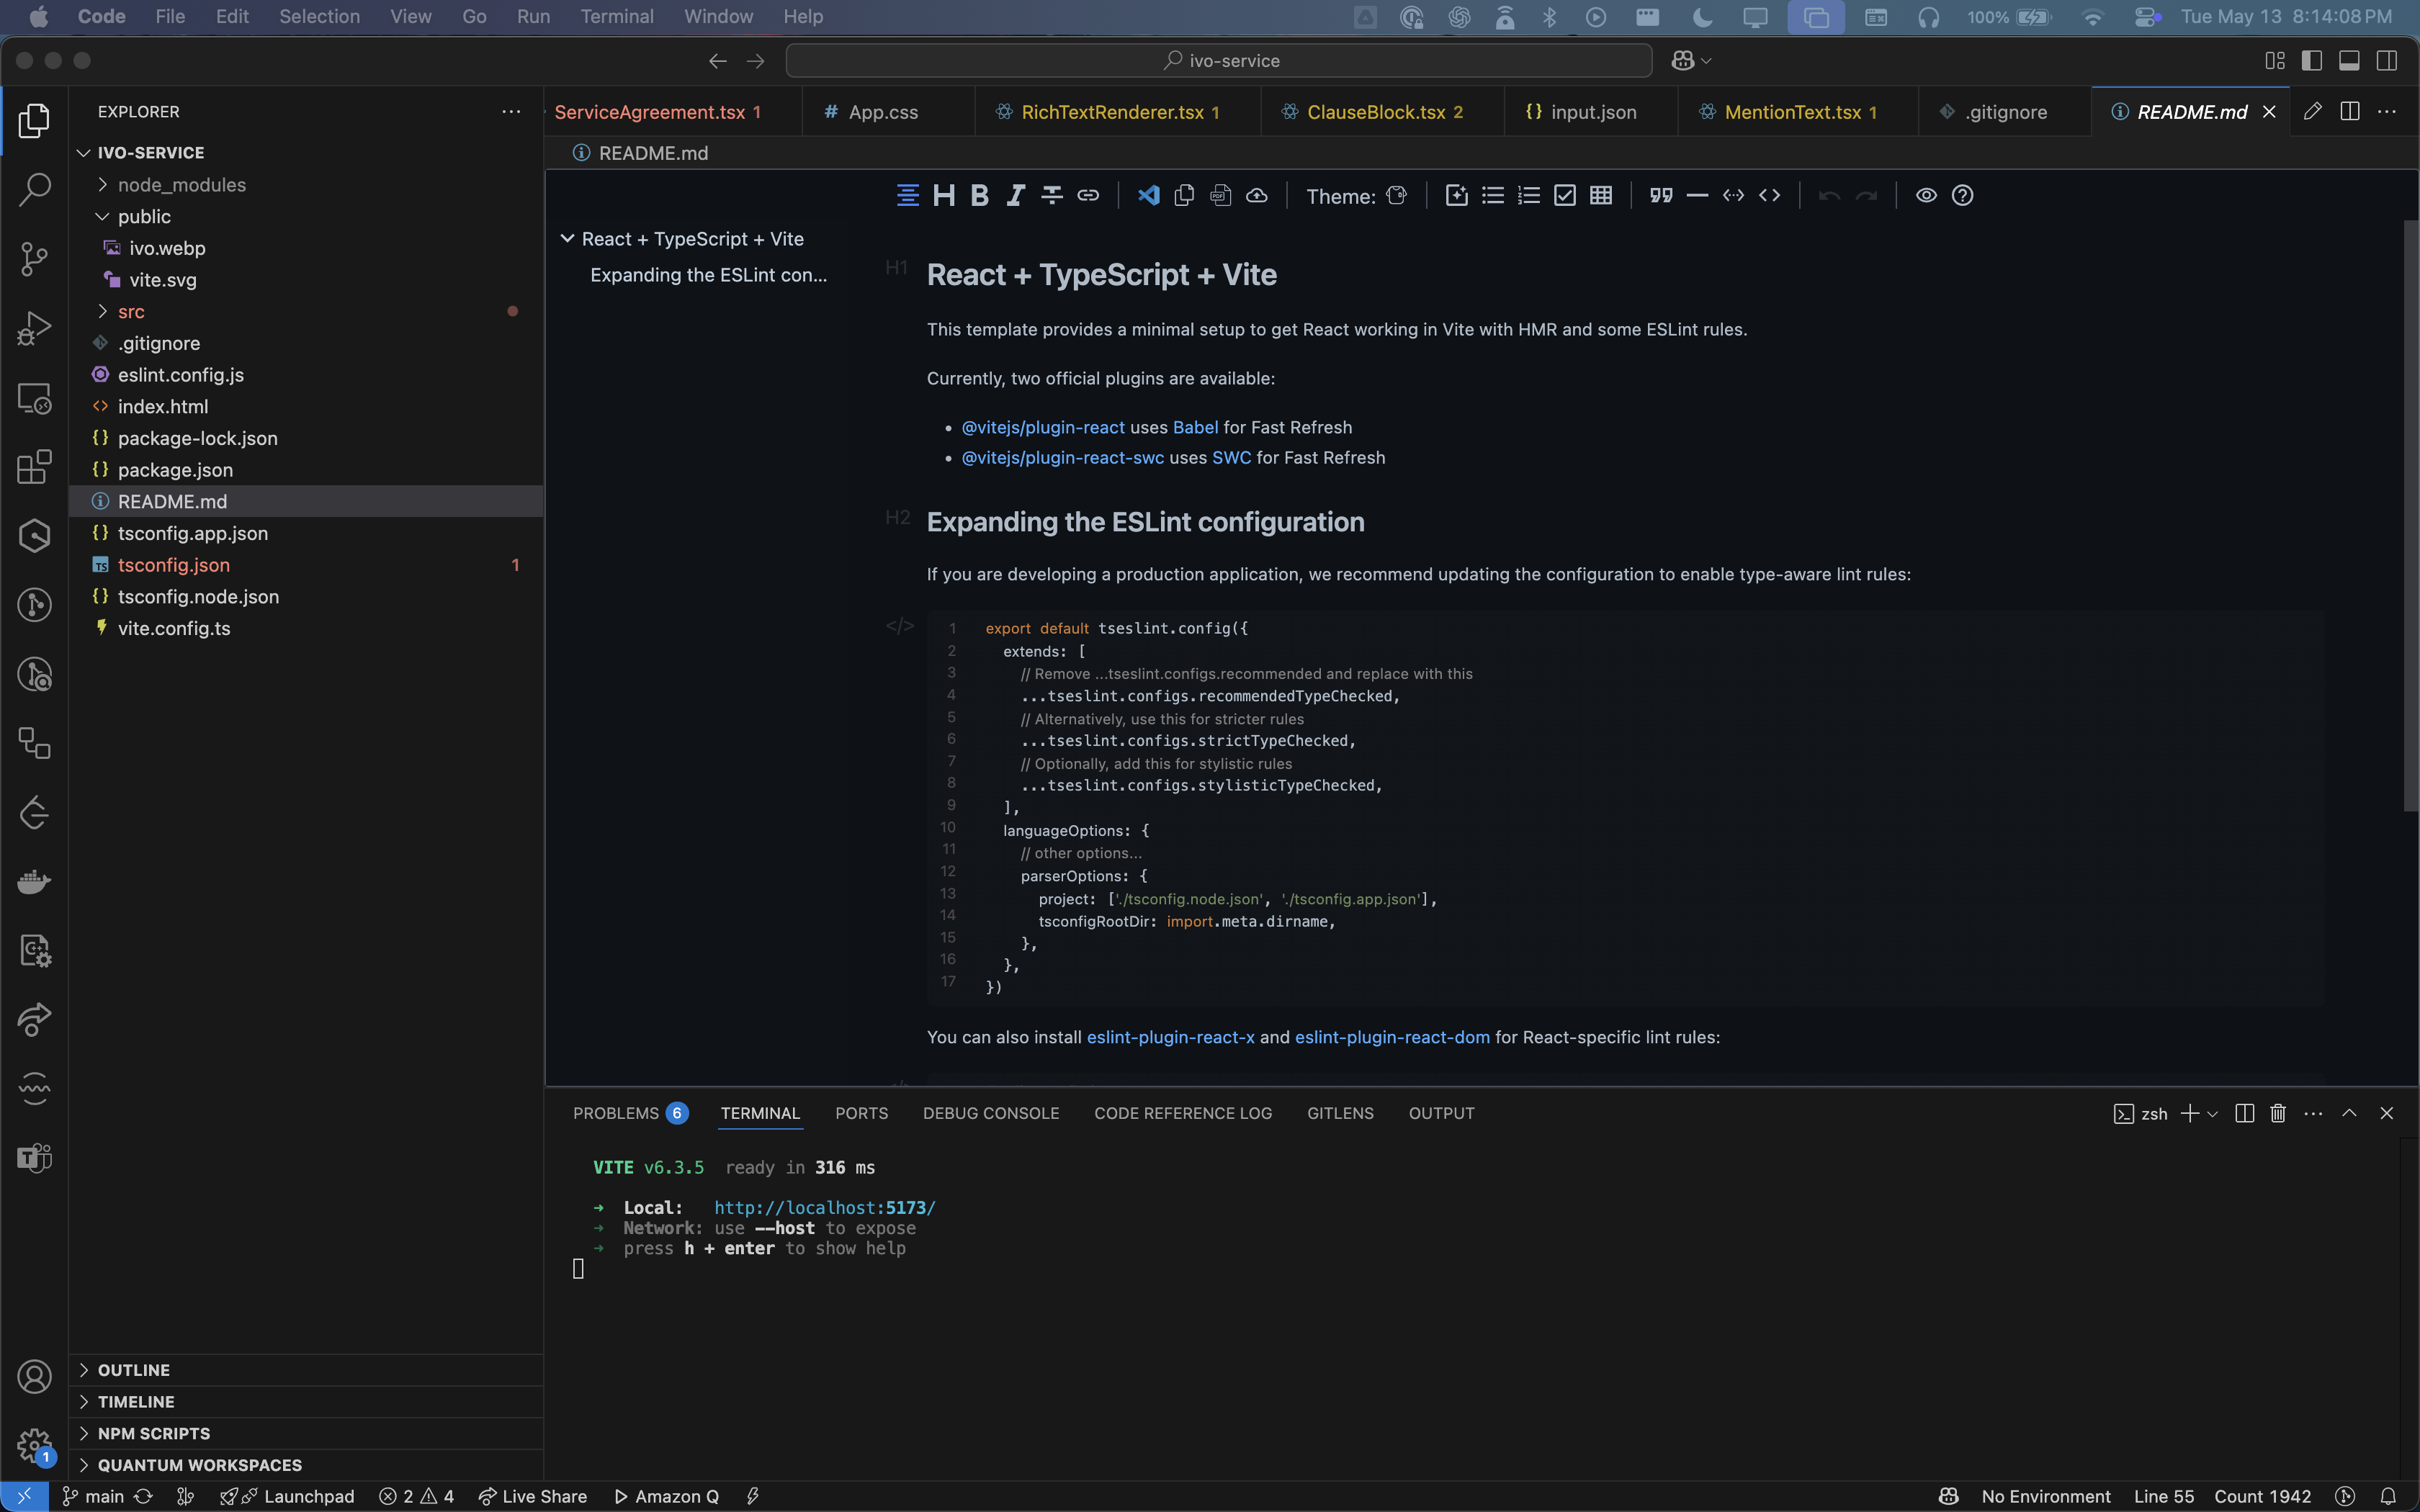 Code File Edit Selection View Go Run Terminal Window Help 100% Tue May 13 8:14:08 PM
ivo-service
EXPLORER
ServiceAgreement.tsx 1 # App.css RichTextRenderer.tsx 1 ClauseBlock.tsx 2 {} input.json MentionText.tsx 1 .gitignore README.md
IVO-SERVICE
README.md
node_modules
public
ivo.webp
vite.svg
src
.gitignore
eslint.config.js
<> index.html
{} package-lock.json
{} package.json
README.md
{} tsconfig.app.json
TS tsconfig.json 1
{} tsconfig.node.json
vite.config.ts
OUTLINE
TIMELINE
NPM SCRIPTS
QUANTUM WORKSPACES
H B I Theme:
React + TypeScript + Vite
Expanding the ESLint con...
H1 React + TypeScript + Vite
This template provides a minimal setup to get React working in Vite with HMR and some ESLint rules.
Currently, two official plugins are available:
• @vitejs/plugin-react uses Babel for Fast Refresh
• @vitejs/plugin-react-swc uses SWC for Fast Refresh
H2 Expanding the ESLint configuration
If you are developing a production application, we recommend updating the configuration to enable type-aware lint rules:
</>
1 export default tseslint.config({
2 extends: [
3 // Remove ...tseslint.configs.recommended and replace with this
4 ...tseslint.configs.recommendedTypeChecked,
5 // Alternatively, use this for stricter rules
6 ...tseslint.configs.strictTypeChecked,
7 // Optionally, add this for stylistic rules
8 ...tseslint.configs.stylisticTypeChecked,
9 ],
10 languageOptions: {
11 // other options...
12 parserOptions: {
13 project: ['./tsconfig.node.json', './tsconfig.app.json'],
14 tsconfigRootDir: import.meta.dirname,
15 },
16 },
17 })
You can also install eslint-plugin-react-x and eslint-plugin-react-dom for React-specific lint rules:
PROBLEMS 6 TERMINAL PORTS DEBUG CONSOLE CODE REFERENCE LOG GITLENS OUTPUT zsh
VITE v6.3.5 ready in 316 ms
➜ Local: http://localhost:5173/
➜ Network: use --host to expose
➜ press h + enter to show help
1
main Launchpad 2 4 Live Share Amazon Q No Environment Line 55 Count 1942